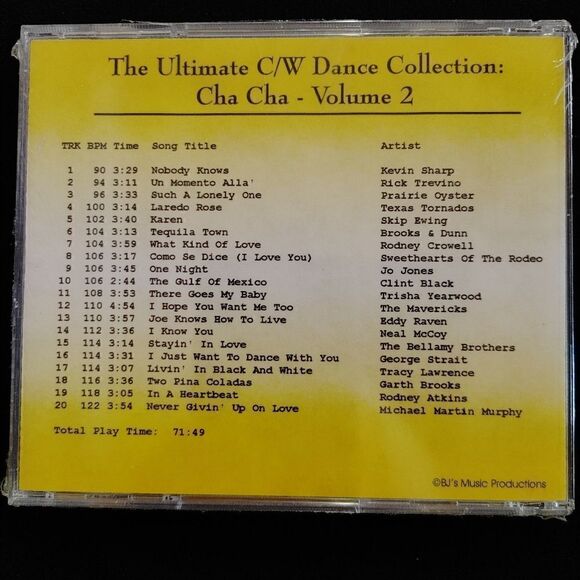 The Ultimate C/W Dance Collection:
Cha Cha - Volume 2
TRK BPM Time Song Title Artist
1 90 3:29 Nobody Knows Kevin Sharp
2 94 3:11 Un Momento Alla' Rick Trevino
3 96 3:33 Such A Lonely One Prairie Oyster
4 100 3:14 Laredo Rose Texas Tornados
5 102 3:40 Karen Skip Ewing
6 104 3:13 Tequila Town Brooks & Dunn
7 104 3:59 What Kind Of Love Rodney Crowell
8 106 3:17 Como Se Dice (I Love You) Sweethearts Of The Rodeo
9 106 3:45 One Night Jo Jones
10 106 2:44 The Gulf Of Mexico Clint Black
11 108 3:53 There Goes My Baby Trisha Yearwood
12 110 4:54 I Hope You Want Me Too The Mavericks
13 110 3:57 Joe Knows How To Live Eddy Raven
14 112 3:36 I Know You Neal McCoy
15 114 3:14 Stayin' In Love The Bellamy Brothers
16 114 3:31 I Just Want To Dance With You George Strait
17 114 3:07 Livin' In Black And White Tracy Lawrence
18 116 3:36 Two Pina Coladas Garth Brooks
19 118 3:05 In A Heartbeat Rodney Atkins
20 122 3:54 Never Givin' Up On Love Michael Martin Murphy
Total Play Time: 71:49
©BJ's Music Productions